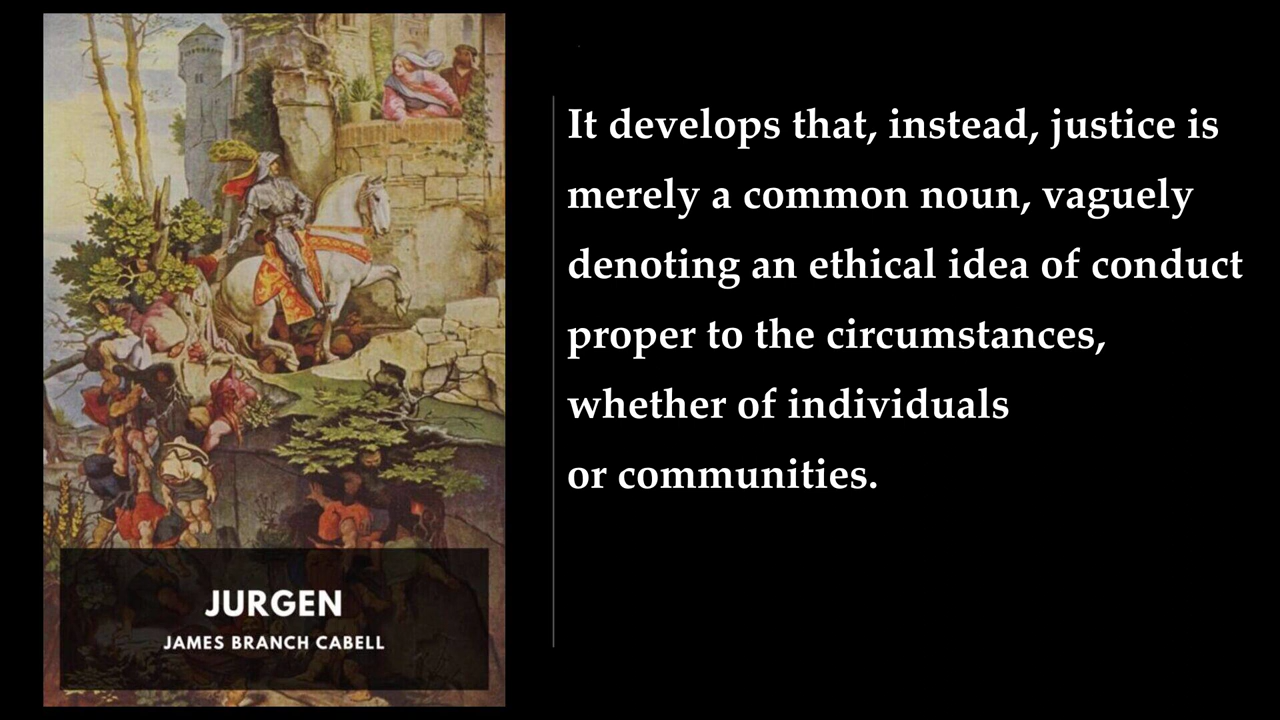 It develops that, instead, justice is
merely a common noun, vaguely
denoting an ethical idea of conduct
proper to the circumstances,
whether of individuals
or communities.
JURGEN
JAMES BRANCH CABELL